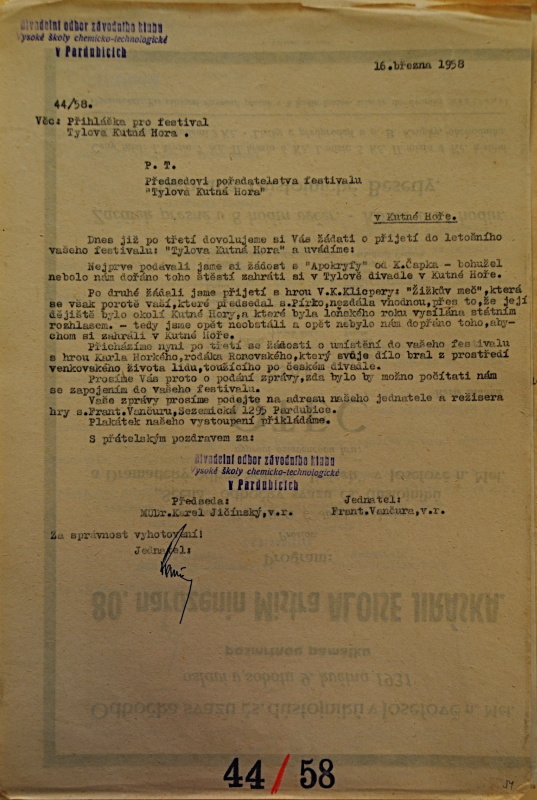 Divadelní odbor závodního klubu
Vysoké školy chemicko-technologické
v Pardubicích
16.března 1958
44/58.
Věc: Přihláška pro festival
Tylova Kutná Hora .
P. T.
Předsedovi pořadatelstva festivalu
"Tylova Kutná Hora"
v Kutné Hoře.
Dnes již po třetí dovolujeme si Vás žádati o přijetí do letočního
vašeho festivalu: "Tylova Kutná Hora" a uvádíme:
Nejprve podávali jsme si žádost s "Apokryfy" od K.Čapka - bohužel
nebylo nám dopřáno toho štěstí zahráti si v Tylově divadle v Kutné Hoře.
Po druhé žádali jsme přijetí s hrou V.K.Klicpery: "Žižkův meč",která
se však porotě vaší,které předsedal s.Pírko,nezdála vhodnou,přes to,že její
dějiště bylo okolí Kutné Hory,a která byla loňského roku vysílána státním
rozhlasem. - tedy jsme opět neobstáli a opět nebylo nám dopřáno toho,aby-
chom si zahráli v Kutné Hoře.
Přicházíme nyní po třetí se žádostí o umístění do vašeho festivalu
s hrou Karla Horkého,rodáka Ronovského,který svůje dílo bral z prostředí
venkovského života lidu,toužícího po českém divadle.
Prosíme Vás proto o podání zprávy,zda bylo by možno počítati nám
se zapojením do vašeho festivalu.
Vaše zprávy prosíme podejte na adresu našeho jednatele a režisera
hry s.Frant.Vančuru,Sezemická 1295 Pardubice.
Plakátek našeho vystoupení přikládáme.
S přátelským pozdravem za:
Divadelní odbor závodního klubu
Vysoké školy chemicko-technologické
v Pardubicích
Předseda: Jednatel:
MUDr.Karel Jičínský,v.r. Frant.Vančura,v.r.
Za správnost vyhotovení!
Jednatel:
44/58